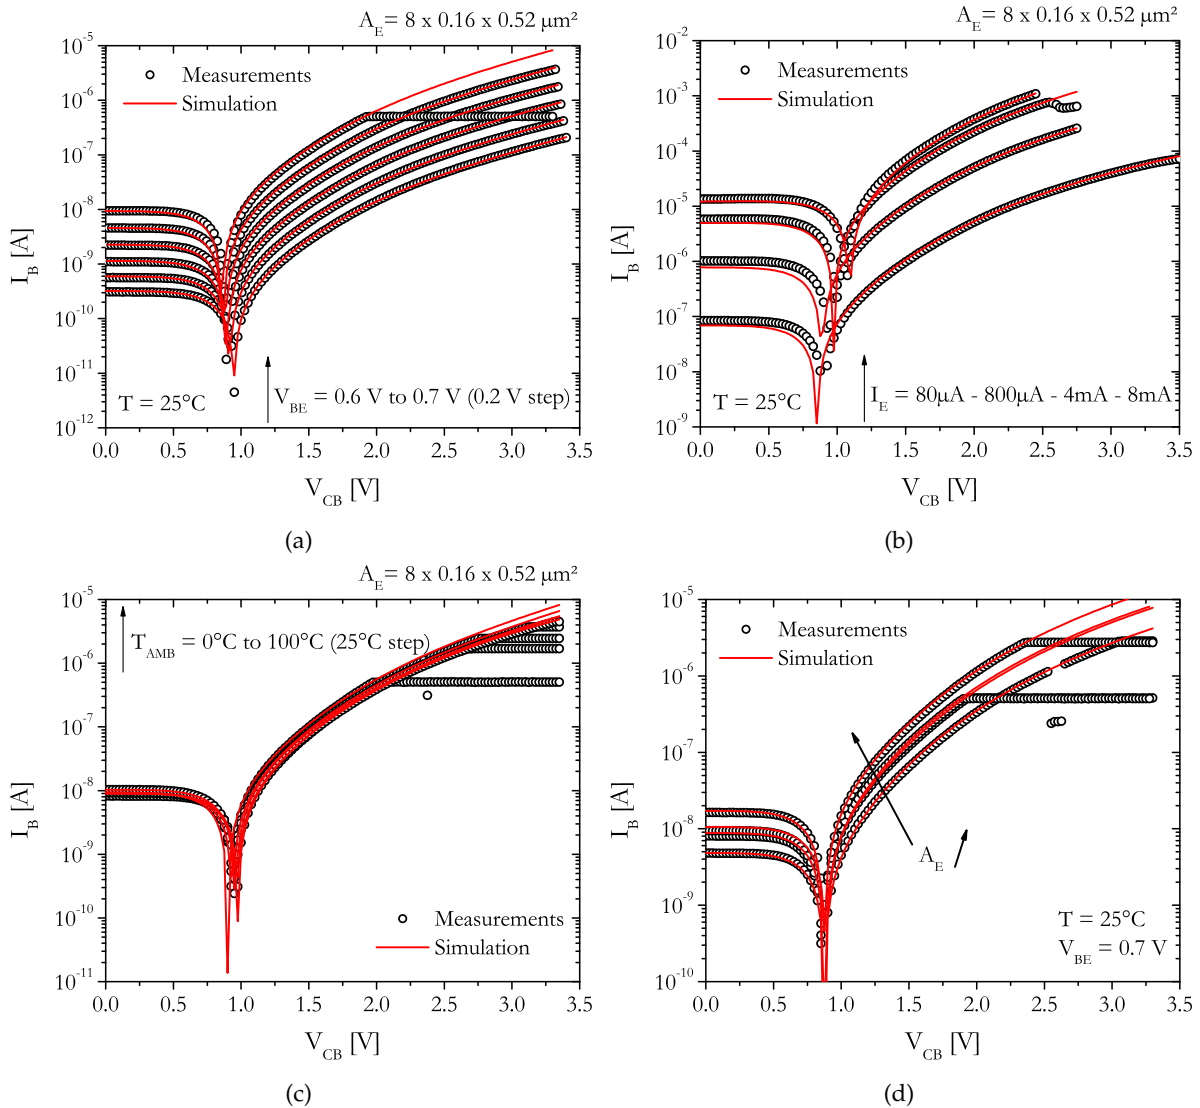 A_E = 8 x 0.16 x 0.52 µm²
10⁻⁵
10⁻⁶
10⁻⁷
10⁻⁸
10⁻⁹
10⁻¹⁰
10⁻¹¹
10⁻¹²
I_B [A]
Measurements
Simulation
T = 25°C
V_BE = 0.6 V to 0.7 V (0.2 V step)
0.0 0.5 1.0 1.5 2.0 2.5 3.0 3.5
V_CB [V]
(a)
A_E = 8 x 0.16 x 0.52 µm²
10⁻²
10⁻³
10⁻⁴
10⁻⁵
10⁻⁶
10⁻⁷
10⁻⁸
10⁻⁹
I_B [A]
Measurements
Simulation
T = 25°C
I_E = 80µA - 800µA - 4mA - 8mA
0.0 0.5 1.0 1.5 2.0 2.5 3.0 3.5
V_CB [V]
(b)
A_E = 8 x 0.16 x 0.52 µm²
10⁻⁵
10⁻⁶
10⁻⁷
10⁻⁸
10⁻⁹
10⁻¹⁰
10⁻¹¹
I_B [A]
T_AMB = 0°C to 100°C (25°C step)
Measurements
Simulation
0.0 0.5 1.0 1.5 2.0 2.5 3.0 3.5
V_CB [V]
(c)
10⁻⁵
10⁻⁶
10⁻⁷
10⁻⁸
10⁻⁹
10⁻¹⁰
I_B [A]
Measurements
Simulation
A_E
T = 25°C
V_BE = 0.7 V
0.0 0.5 1.0 1.5 2.0 2.5 3.0 3.5
V_CB [V]
(d)